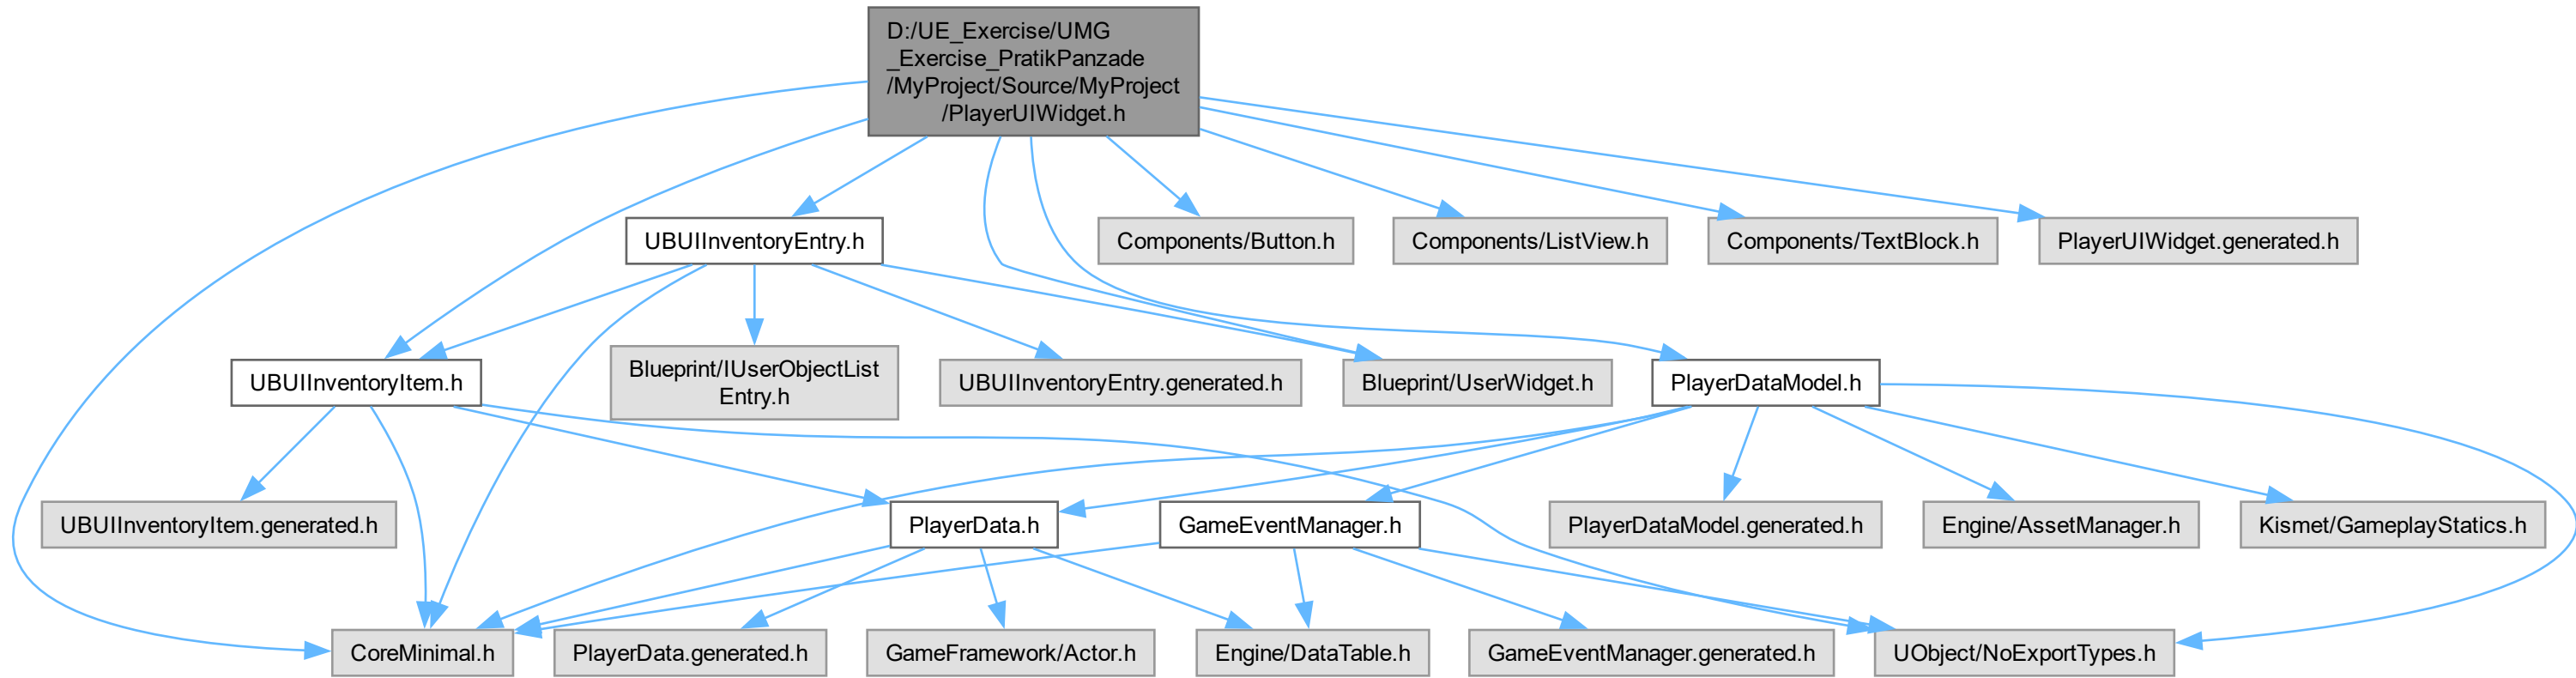 D:/UE_Exercise/UMG
_Exercise_PratikPanzade
/MyProject/Source/MyProject
/PlayerUIWidget.h
UBUIInventoryEntry.h
Components/Button.h
Components/ListView.h
Components/TextBlock.h
PlayerUIWidget.generated.h
UBUIInventoryItem.h
Blueprint/IUserObjectList
Entry.h
UBUIInventoryEntry.generated.h
Blueprint/UserWidget.h
PlayerDataModel.h
UBUIInventoryItem.generated.h
PlayerData.h
GameEventManager.h
PlayerDataModel.generated.h
Engine/AssetManager.h
Kismet/GameplayStatics.h
CoreMinimal.h
PlayerData.generated.h
GameFramework/Actor.h
Engine/DataTable.h
GameEventManager.generated.h
UObject/NoExportTypes.h